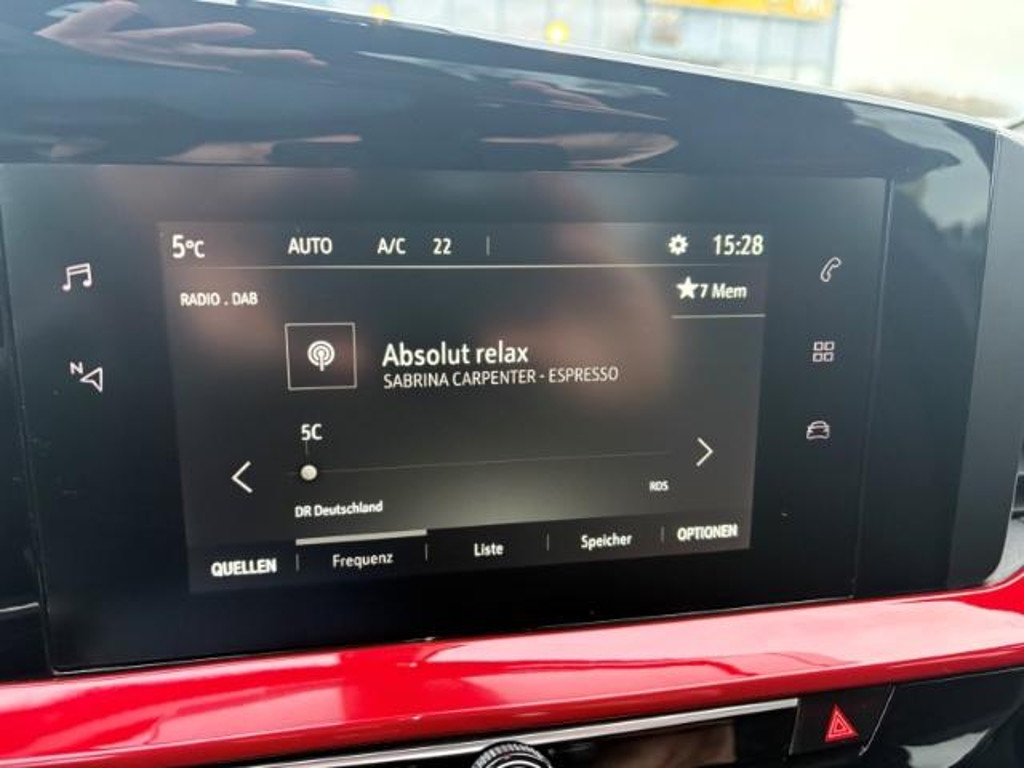 5°C AUTO A/C 22 15:28
RADIO . DAB
7 Mem
Absolut relax
SABRINA CARPENTER - ESPRESSO
5C
N
DR Deutschland
RDS
QUELLEN Frequenz Liste Speicher OPTIONEN